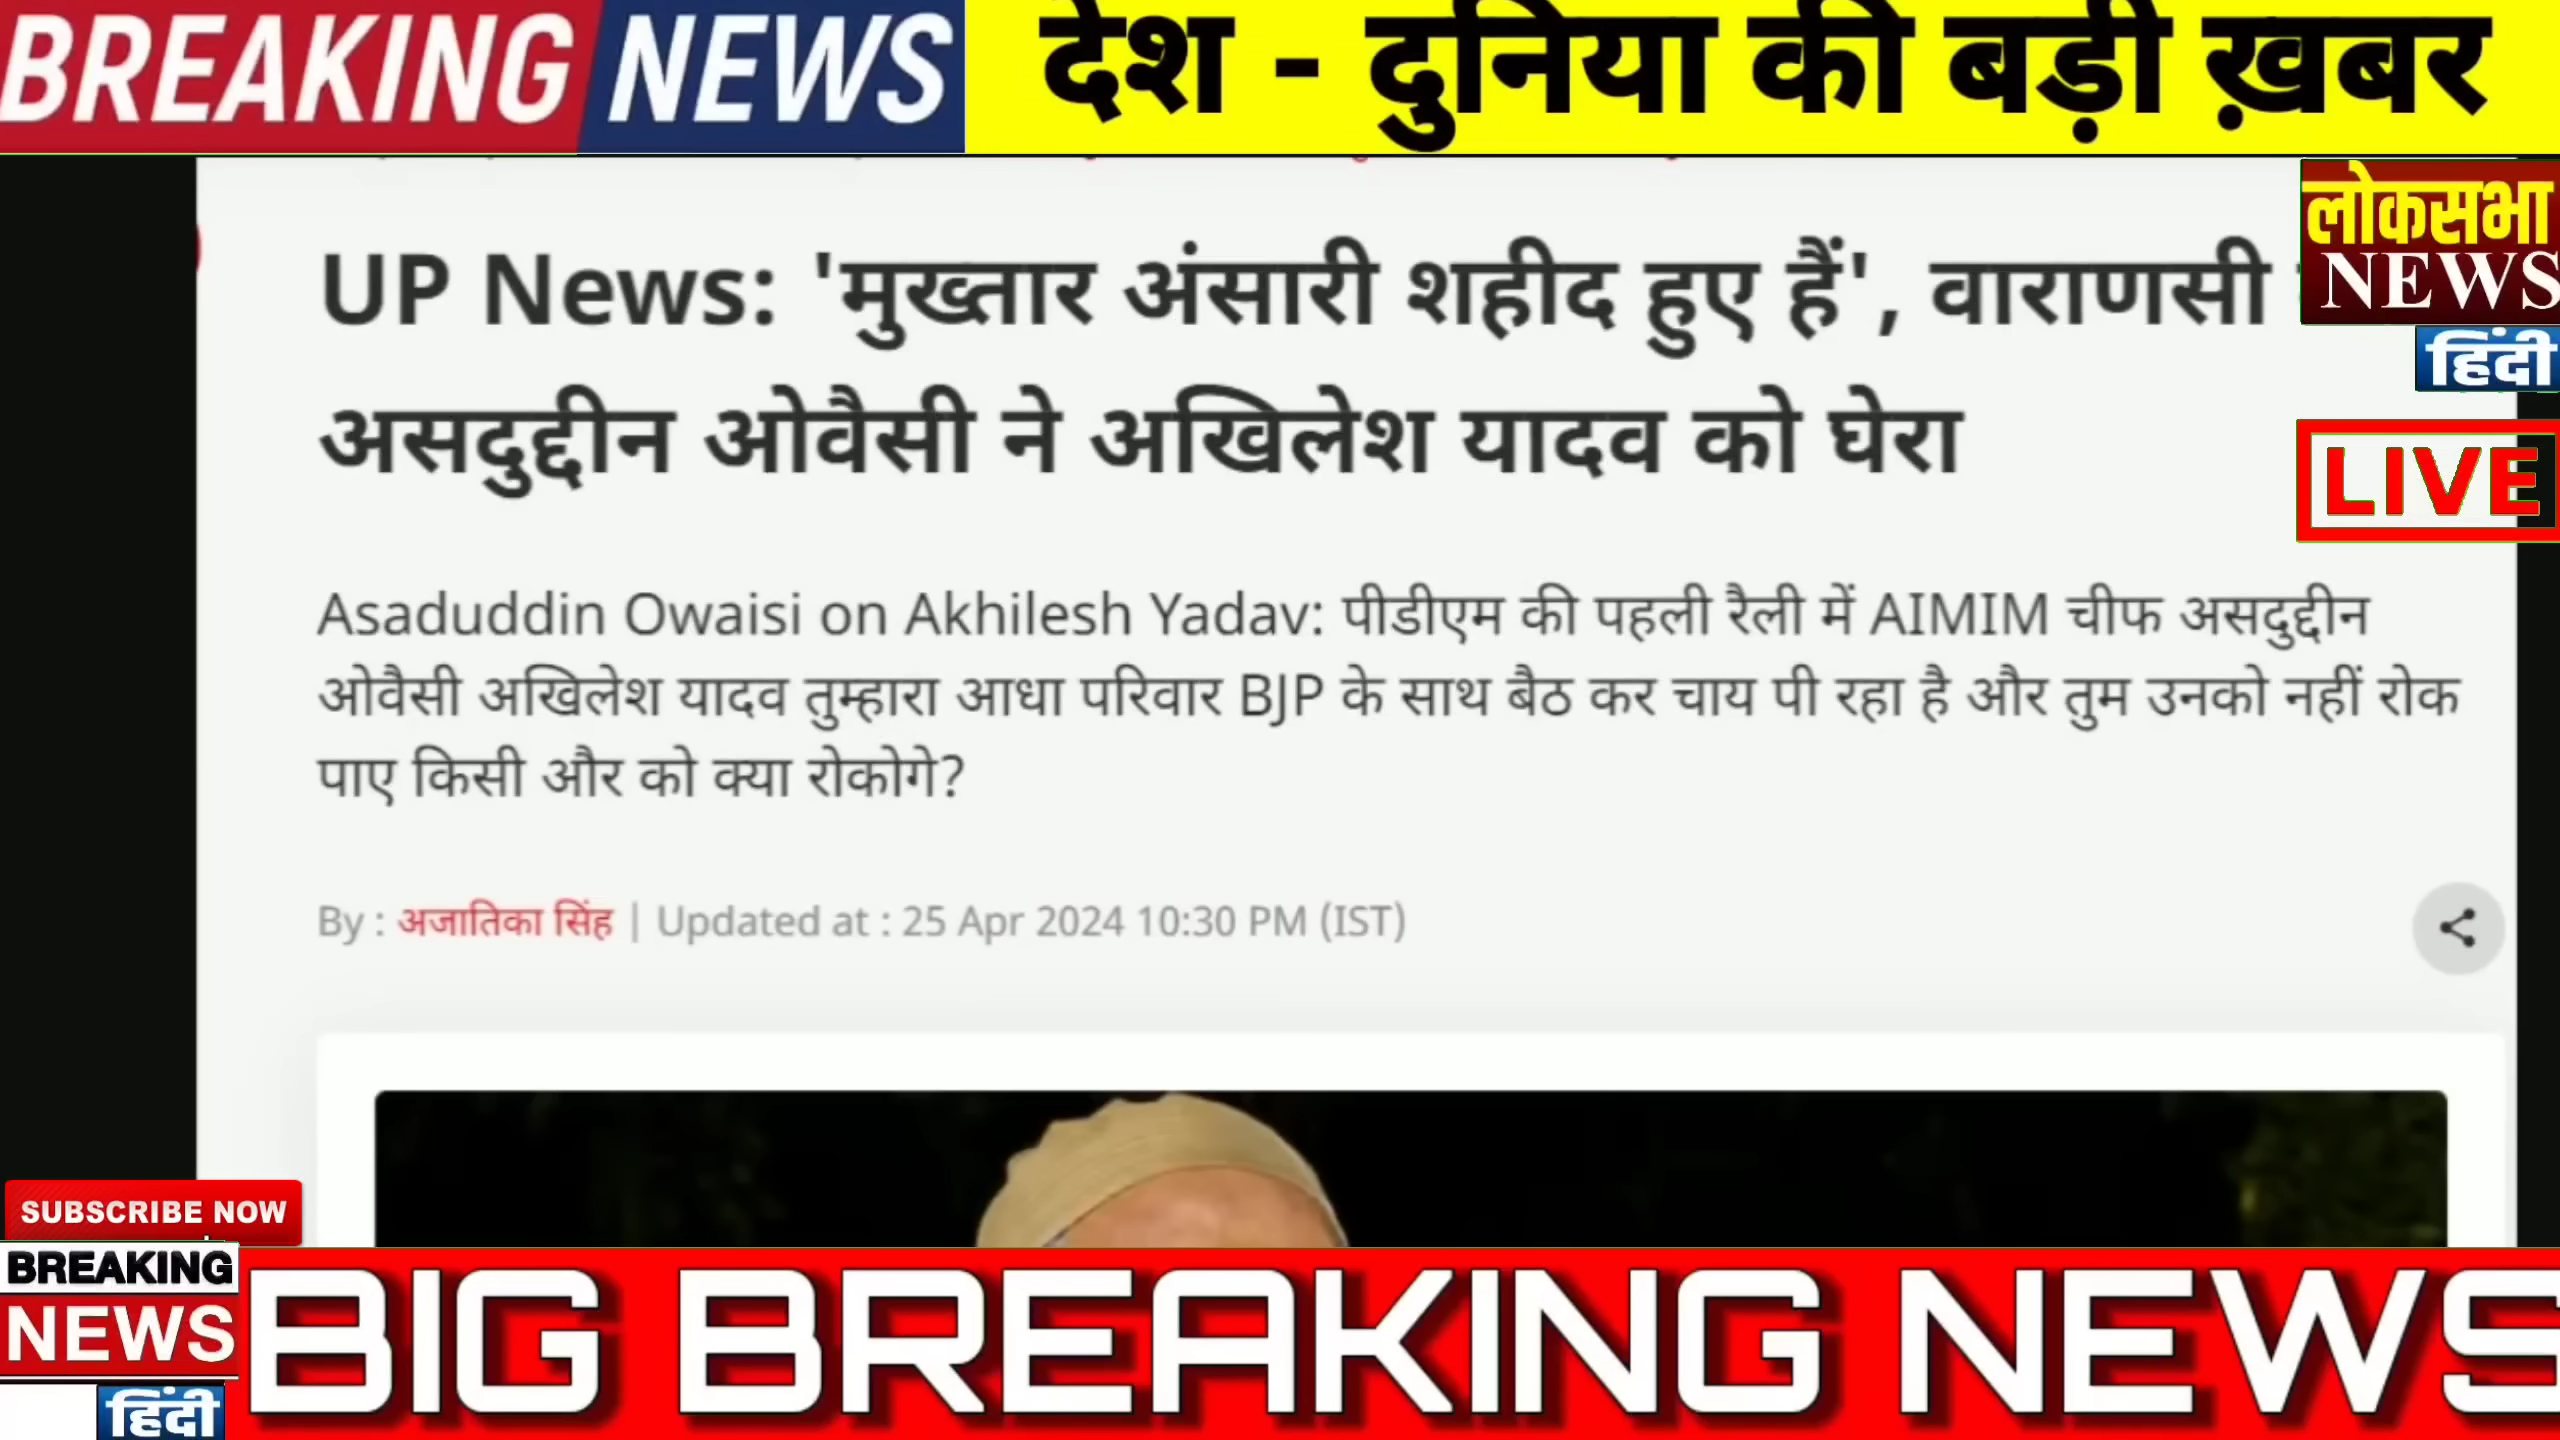 BREAKING NEWS देश - दुनिया की बड़ी ख़बर
लोकसभा
NEWS
हिंदी
LIVE
UP News: 'मुख्तार अंसारी शहीद हुए हैं', वाराणसी
असदुद्दीन ओवैसी ने अखिलेश यादव को घेरा
Asaduddin Owaisi on Akhilesh Yadav: पीडीएम की पहली रैली में AIMIM चीफ असदुद्दीन
ओवैसी अखिलेश यादव तुम्हारा आधा परिवार BJP के साथ बैठ कर चाय पी रहा है और तुम उनको नहीं रोक
पाए किसी और को क्या रोकोगे?
By : अजातिका सिंह | Updated at : 25 Apr 2024 10:30 PM (IST)
SUBSCRIBE NOW
BREAKING
NEWS
हिंदी
BIG BREAKING NEWS